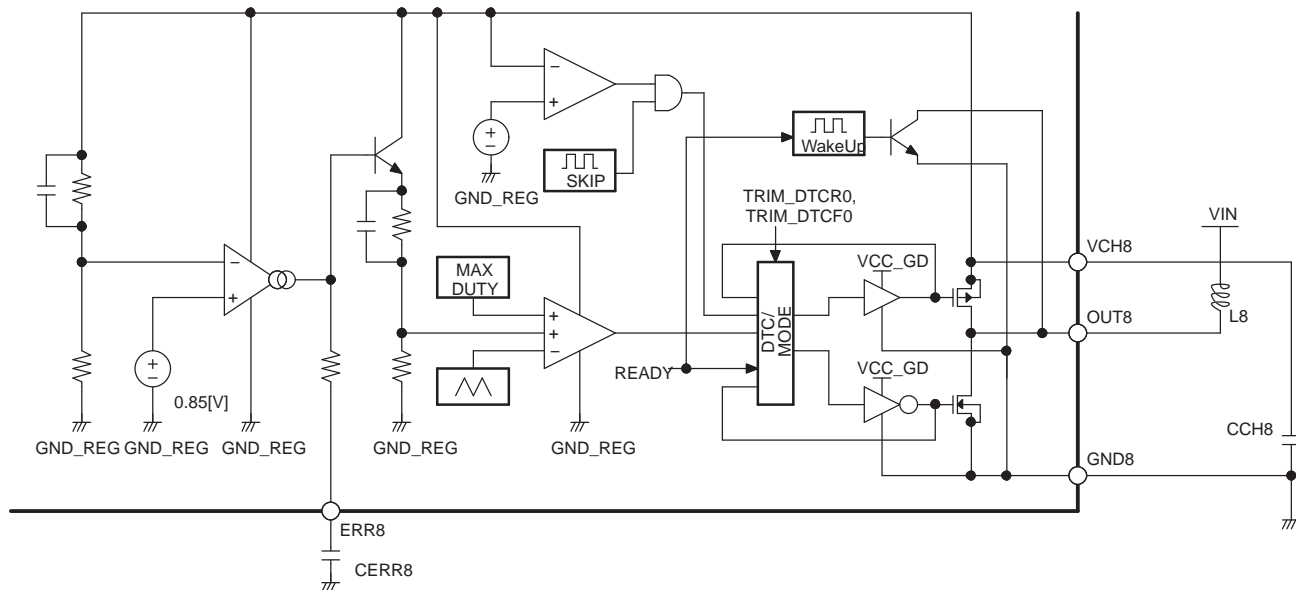 WakeUp
SKIP
GND_REG
TRIM_DTCR0,
TRIM_DTCF0
VIN
VCH8
MAX
DUTY
VCC_GD
L8
OUT8
DTC/
MODE
READY
VCC_GD
0.85[V]
GND_REG
GND_REG
GND_REG
GND_REG
CCH8
GND8
ERR8
CERR8